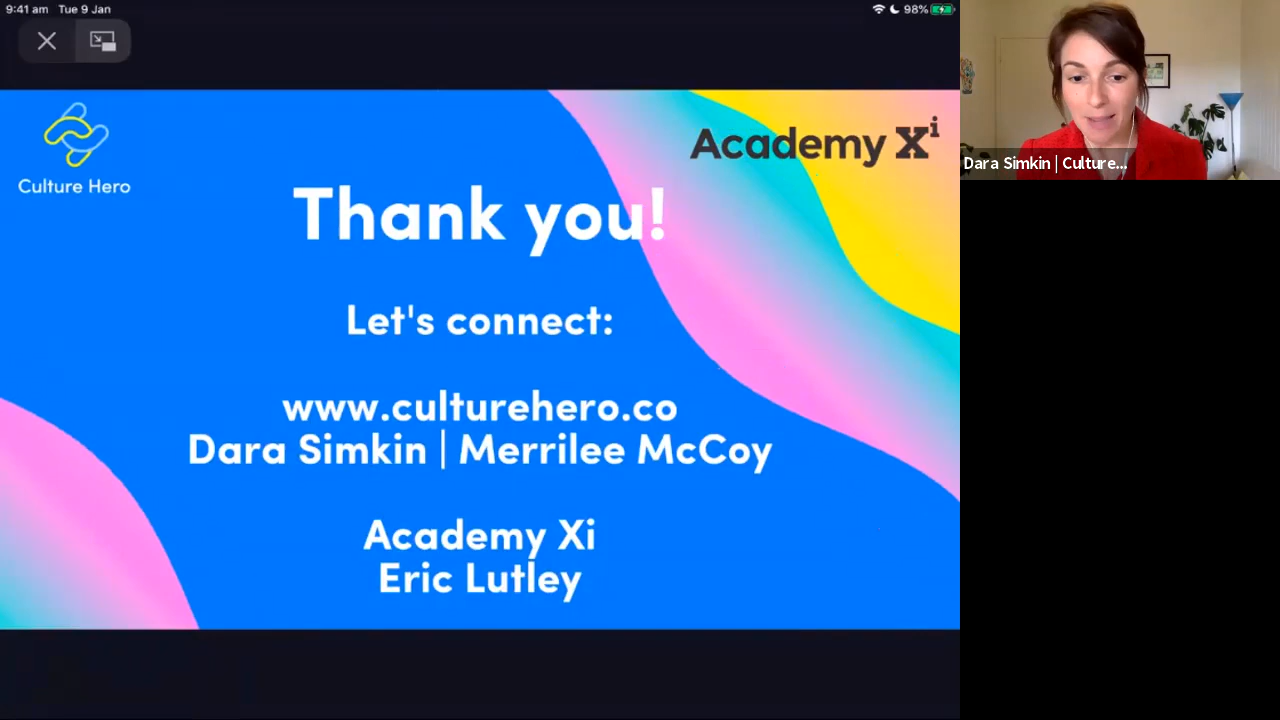 9:41 am Tue 9 Jan
98%
Culture Hero
Academy Xi
Thank you!
Let's connect:
www.culturehero.co
Dara Simkin | Merrilee McCoy
Academy Xi
Eric Lutley
Dara Simkin | Culture...